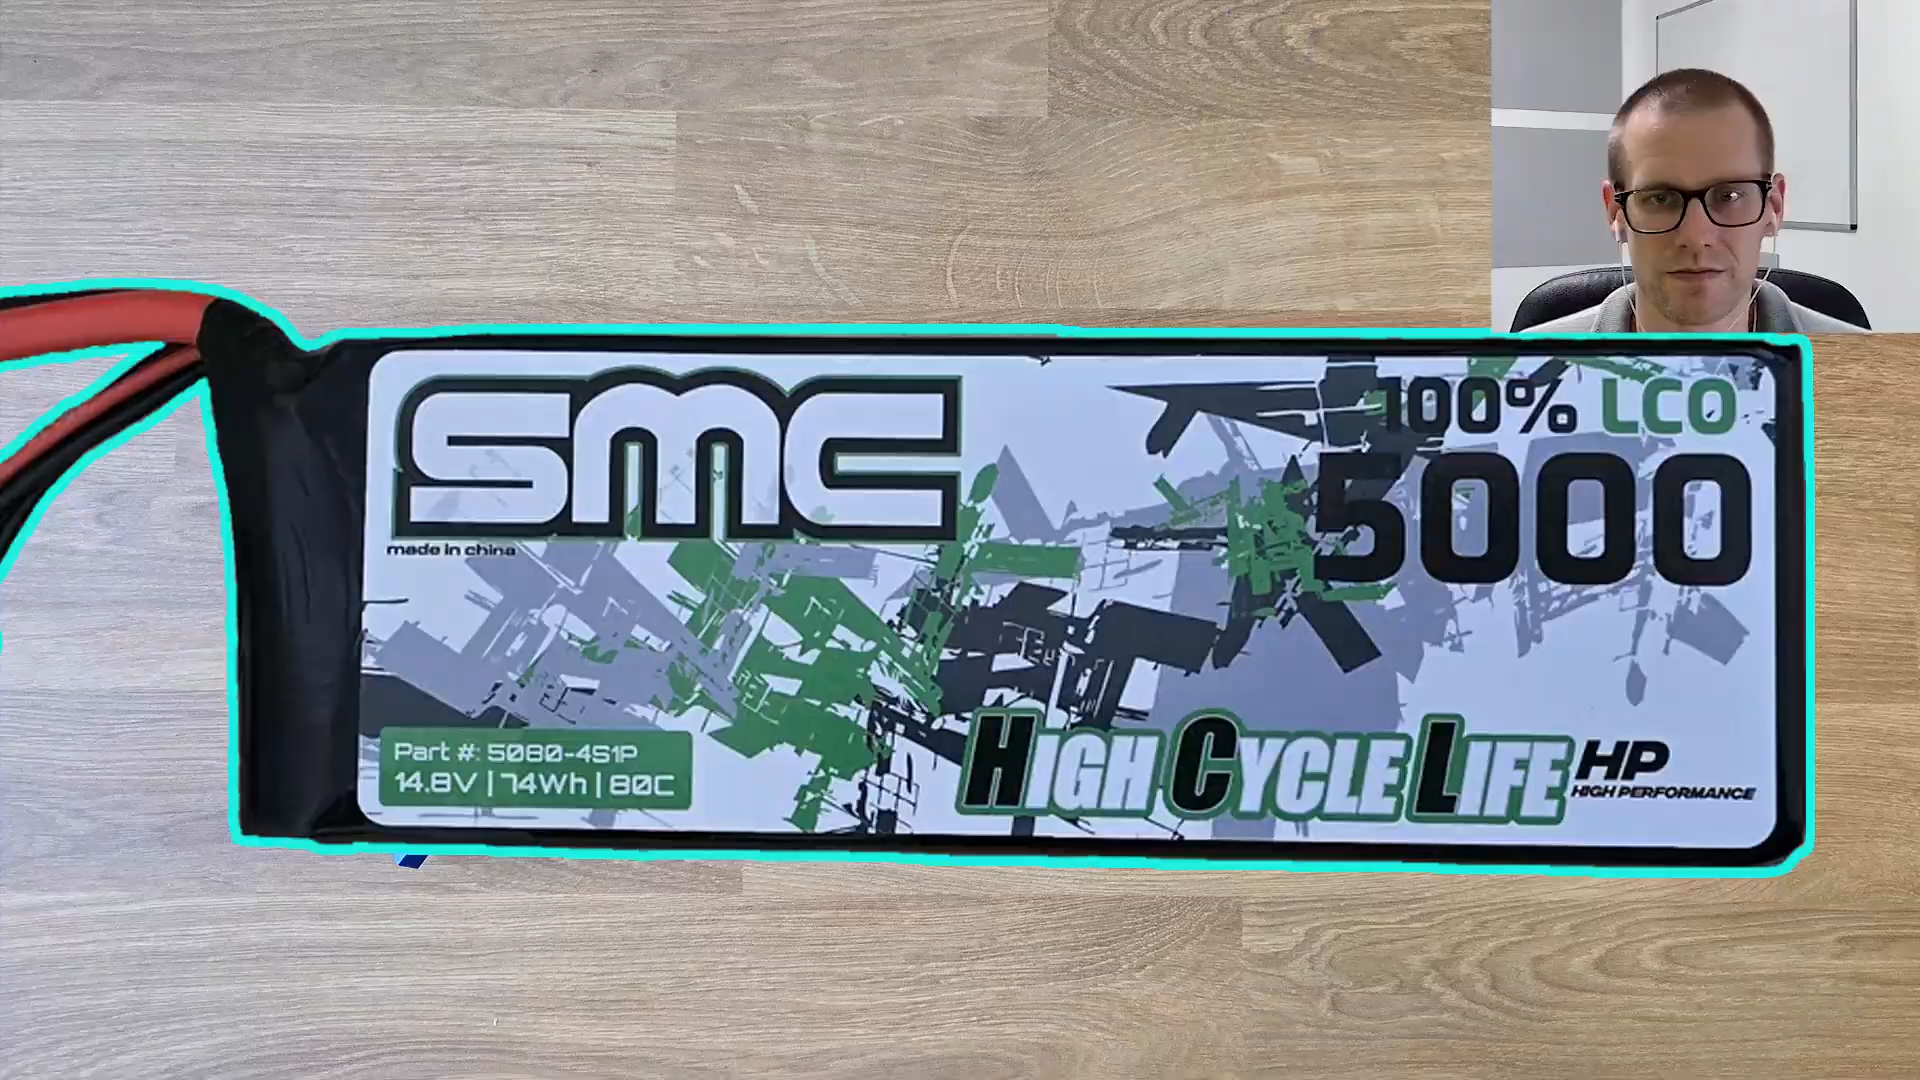 SMC
made in china
100% LCO
5000
Part #: 5080-4S1P
14.8V | 74Wh | 80C
HIGH CYCLE LIFE HP
HIGH PERFORMANCE